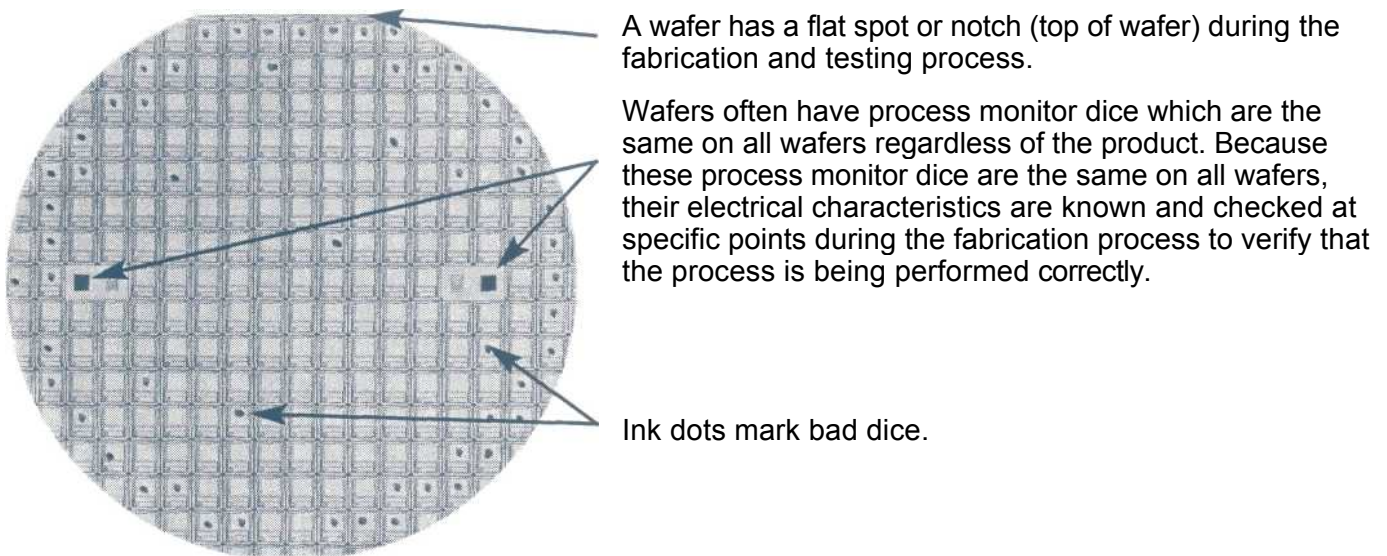 A wafer has a flat spot or notch (top of wafer) during the
fabrication and testing process.
Wafers often have process monitor dice which are the
same on all wafers regardless of the product. Because
these process monitor dice are the same on all wafers,
their electrical characteristics are known and checked at
specific points during the fabrication process to verify that
the process is being performed correctly.
Ink dots mark bad dice.